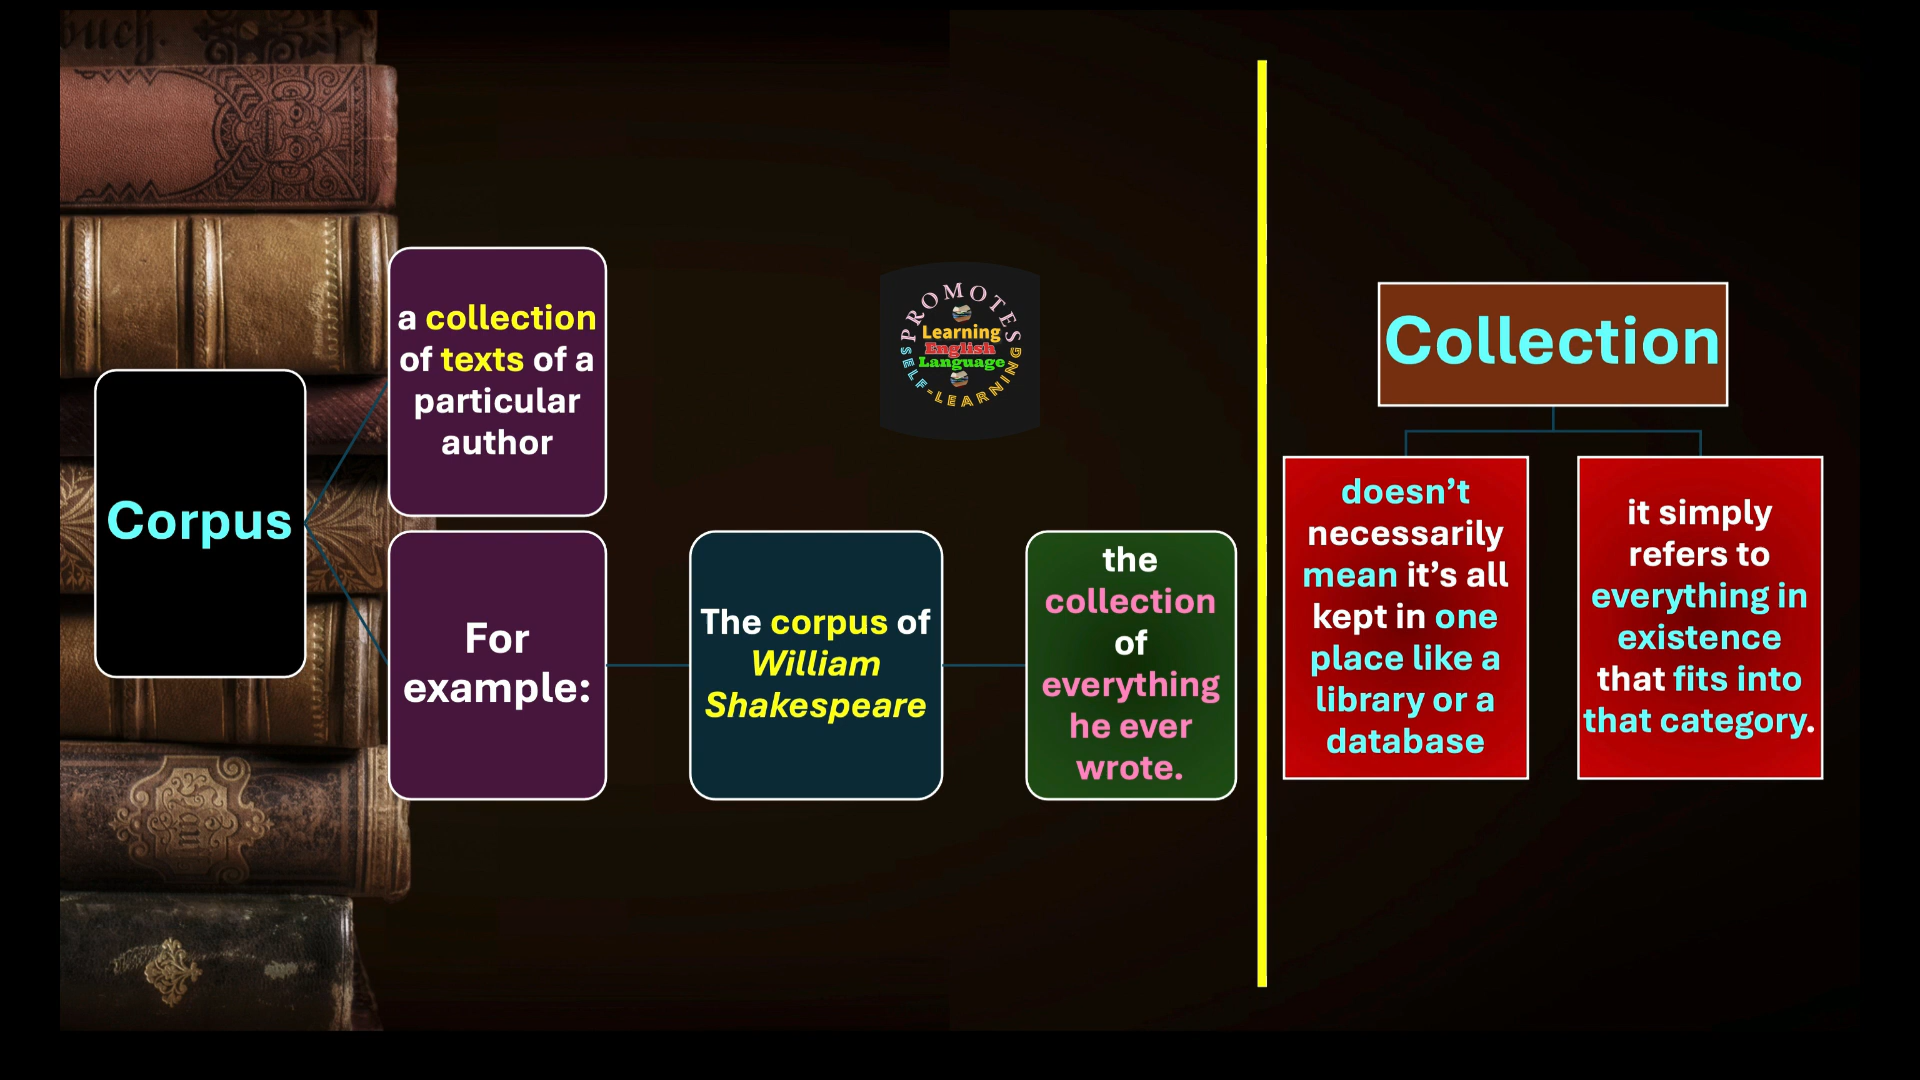 buch.
Corpus
a collection
of texts of a
particular
author
For
example:
The corpus of
William
Shakespeare
the
collection
of
everything
he ever
wrote.
PROMOTES
Learning
English
Language
SELF-LEARNING
Collection
doesn’t
necessarily
mean it’s all
kept in one
place like a
library or a
database
it simply
refers to
everything in
existence
that fits into
that category.